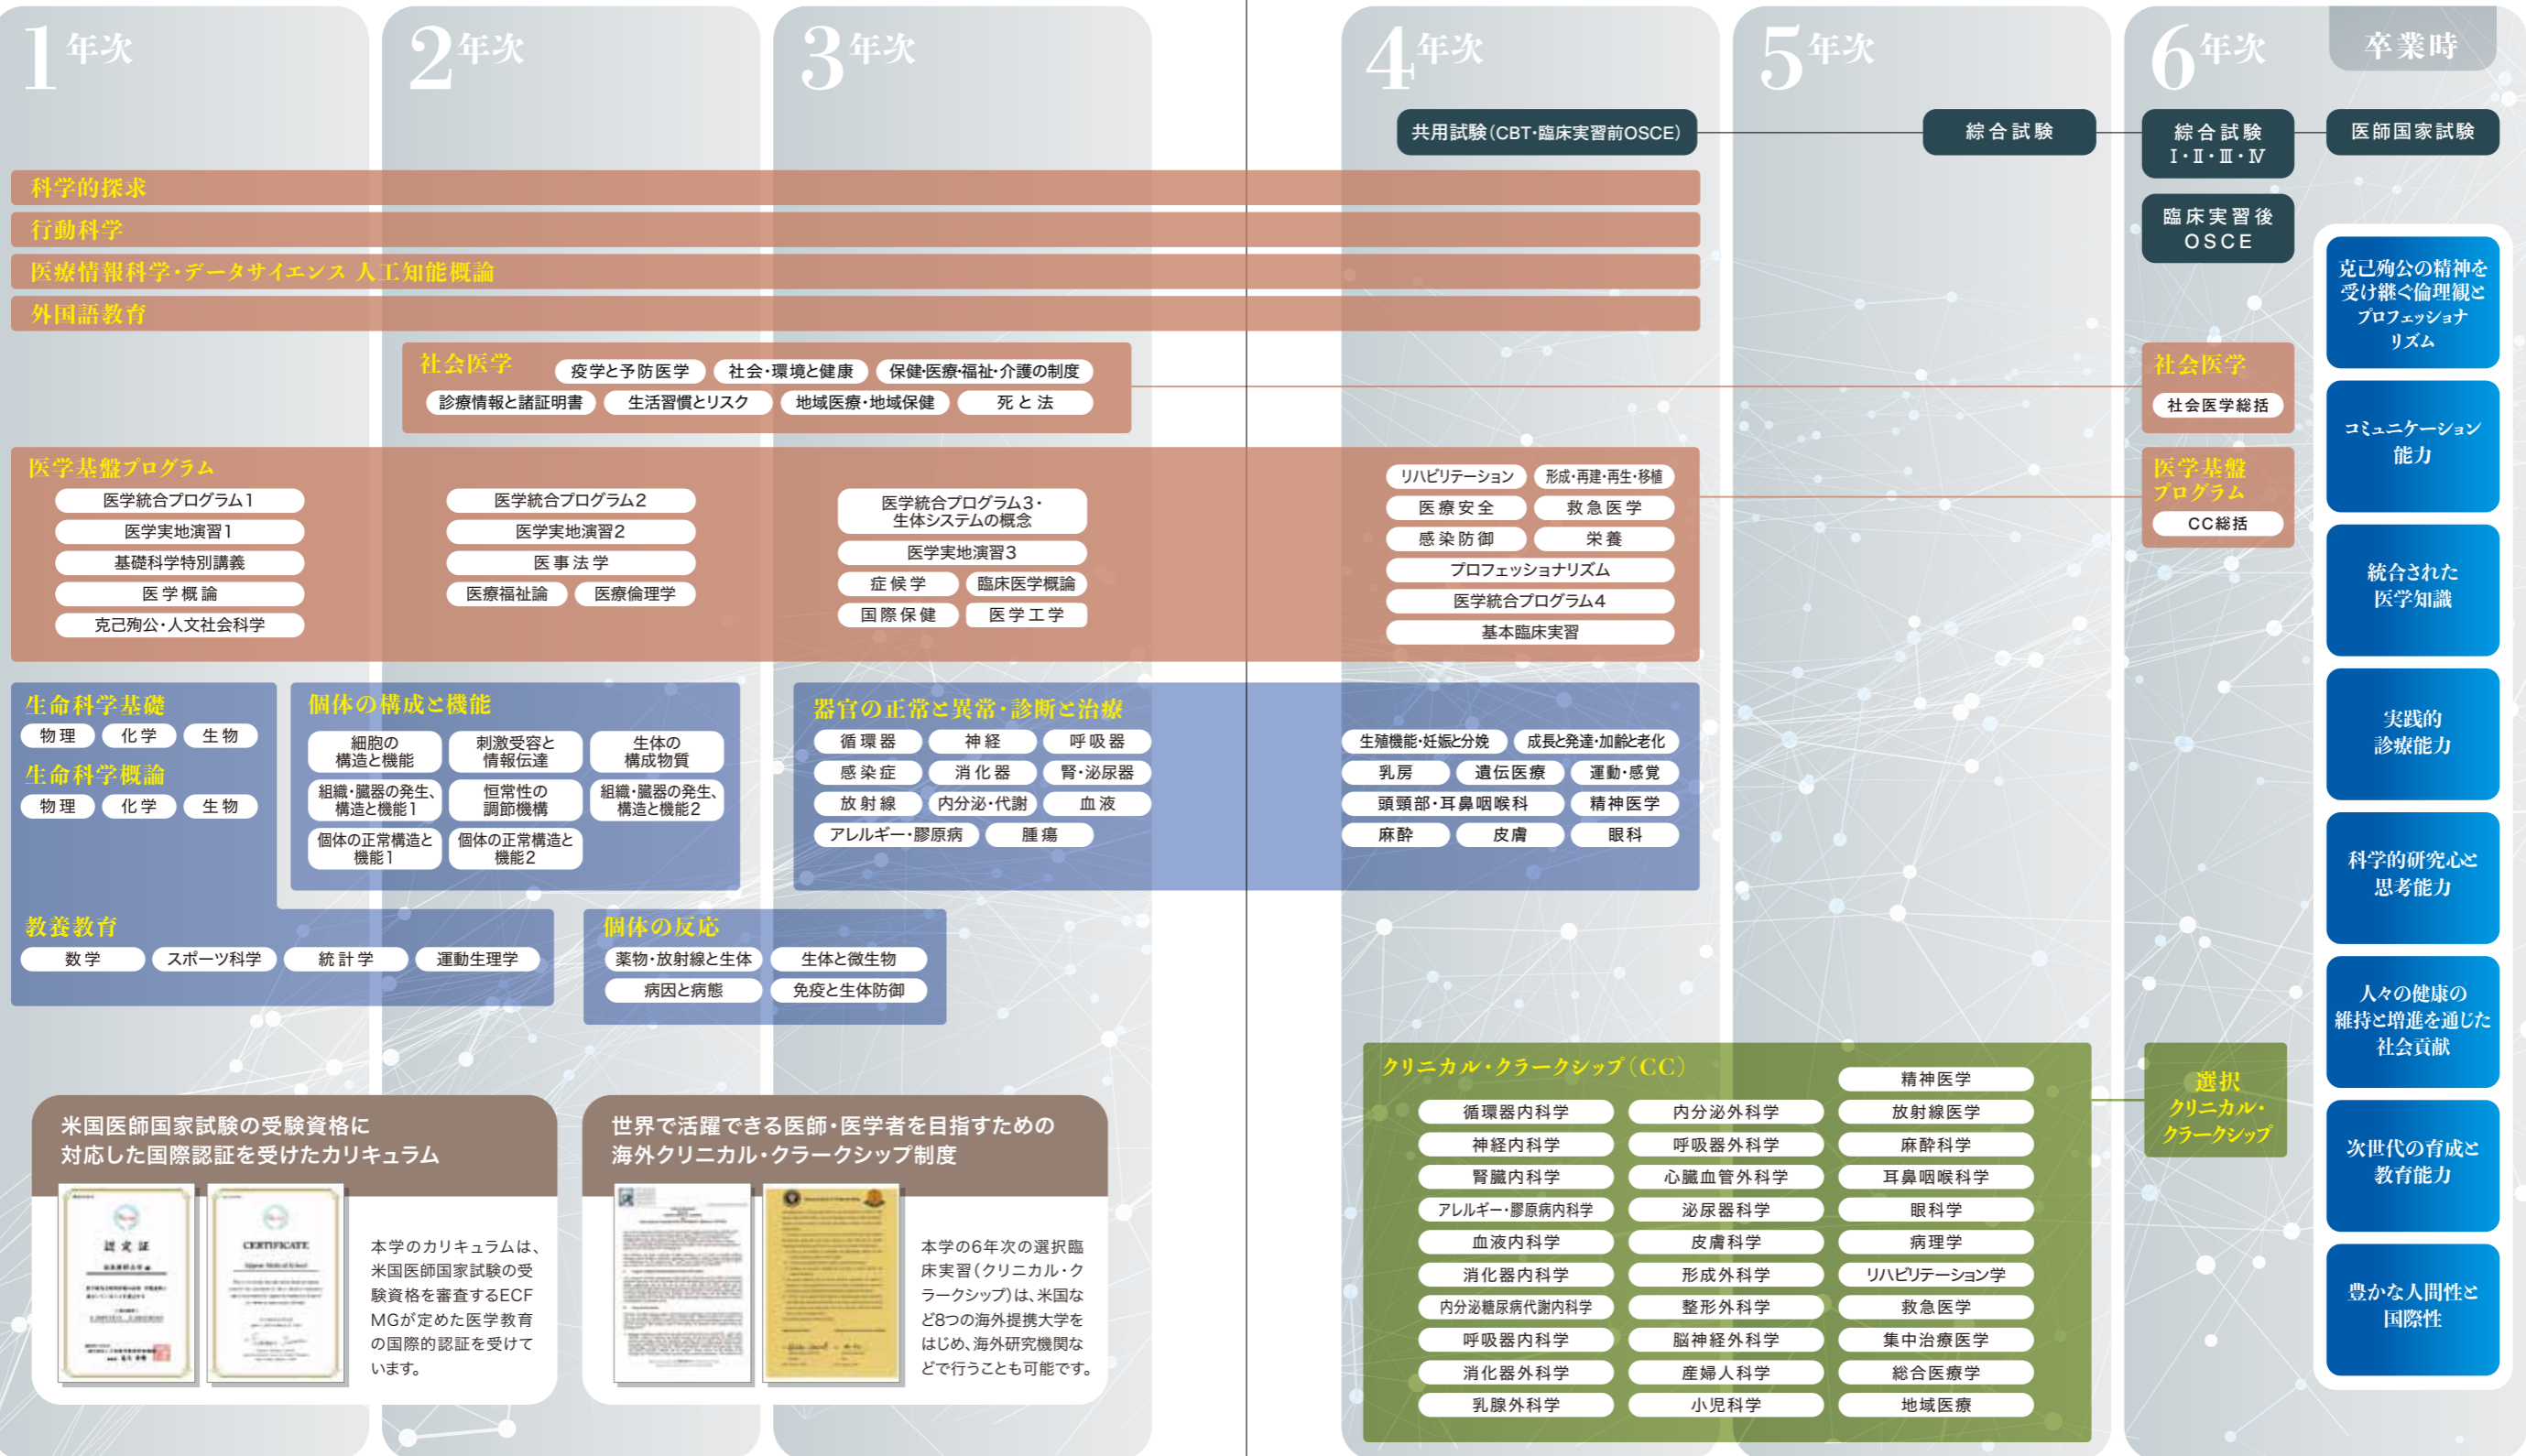 1年次
2年次
3年次
4年次
5年次
6年次
卒業時
共用試験（CBT・臨床実習前OSCE）
綜合試験
綜合試験
Ⅰ・Ⅱ・Ⅲ・Ⅳ
医師国家試験
臨床実習後
OSCE
科学的探求
行動科学
医療情報科学・データサイエンス 人工知能概論
外国語教育
社会医学
疫学と予防医学
社会・環境と健康
保健・医療・福祉・介護の制度
診療情報と諸証明書
生活習慣とリスク
地域医療・地域保健
死と法
社会医学
社会医学総括
医学基盤プログラム
医学統合プログラム1
医学実地演習1
基礎科学特別講義
医学概論
克己殉公・人文社会科学
医学統合プログラム2
医学実地演習2
医事法学
医療福祉論
医療倫理学
医学統合プログラム3・
生体システムの概念
医学実地演習3
症候学
臨床医学概論
国際保健
医学工学
リハビリテーション
形成・再建・再生・移植
医療安全
救急医学
感染防御
栄養
プロフェッショナリズム
医学統合プログラム4
基本臨床実習
医学基盤
プログラム
CC総括
生命科学基礎
物理
化学
生物
生命科学概論
物理
化学
生物
個体の構成と機能
細胞の
構造と機能
刺激受容と
情報伝達
生体の
構成物質
組織・臓器の発生、
構造と機能1
恒常性の
調節機構
組織・臓器の発生、
構造と機能2
個体の正常構造と
機能1
個体の正常構造と
機能2
器官の正常と異常・診断と治療
循環器
神経
呼吸器
感染症
消化器
腎・泌尿器
放射線
内分泌・代謝
血液
アレルギー・膠原病
腫瘍
生殖機能・妊娠と分娩
成長と発達・加齢と老化
乳房
遺伝医療
運動・感覚
頭頸部・耳鼻咽喉科
精神医学
麻酔
皮膚
眼科
教養教育
数学
スポーツ科学
統計学
運動生理学
個体の反応
薬物・放射線と生体
生体と微生物
病因と病態
免疫と生体防御
米国医師国家試験の受験資格に
対応した国際認証を受けたカリキュラム
認定証
CERTIFICATE
Nippon Medical School
本学のカリキュラムは、
米国医師国家試験の受
験資格を審査するECF
MGが定めた医学教育
の国際的認証を受けて
います。
世界で活躍できる医師・医学者を目指すための
海外クリニカル・クラークシップ制度
本学の6年次の選択臨
床実習（クリニカル・ク
ラークシップ）は、米国な
ど8つの海外提携大学を
はじめ、海外研究機関な
どで行うことも可能です。
クリニカル・クラークシップ（CC）
精神医学
循環器内科学
内分泌外科学
放射線医学
神経内科学
呼吸器外科学
麻酔科学
腎臓内科学
心臓血管外科学
耳鼻咽喉科学
アレルギー・膠原病内科学
泌尿器科学
眼科学
血液内科学
皮膚科学
病理学
消化器内科学
形成外科学
リハビリテーション学
内分泌糖尿病代謝内科学
整形外科学
救急医学
呼吸器内科学
脳神経外科学
集中治療医学
消化器外科学
産婦人科学
総合医療学
乳腺外科学
小児科学
地域医療
選択
クリニカル・
クラークシップ
克己殉公の精神を
受け継ぐ倫理観と
プロフェッショナ
リズム
コミュニケーション
能力
統合された
医学知識
実践的
診療能力
科学的研究心と
思考能力
人々の健康の
維持と増進を通じた
社会貢献
次世代の育成と
教育能力
豊かな人間性と
国際性